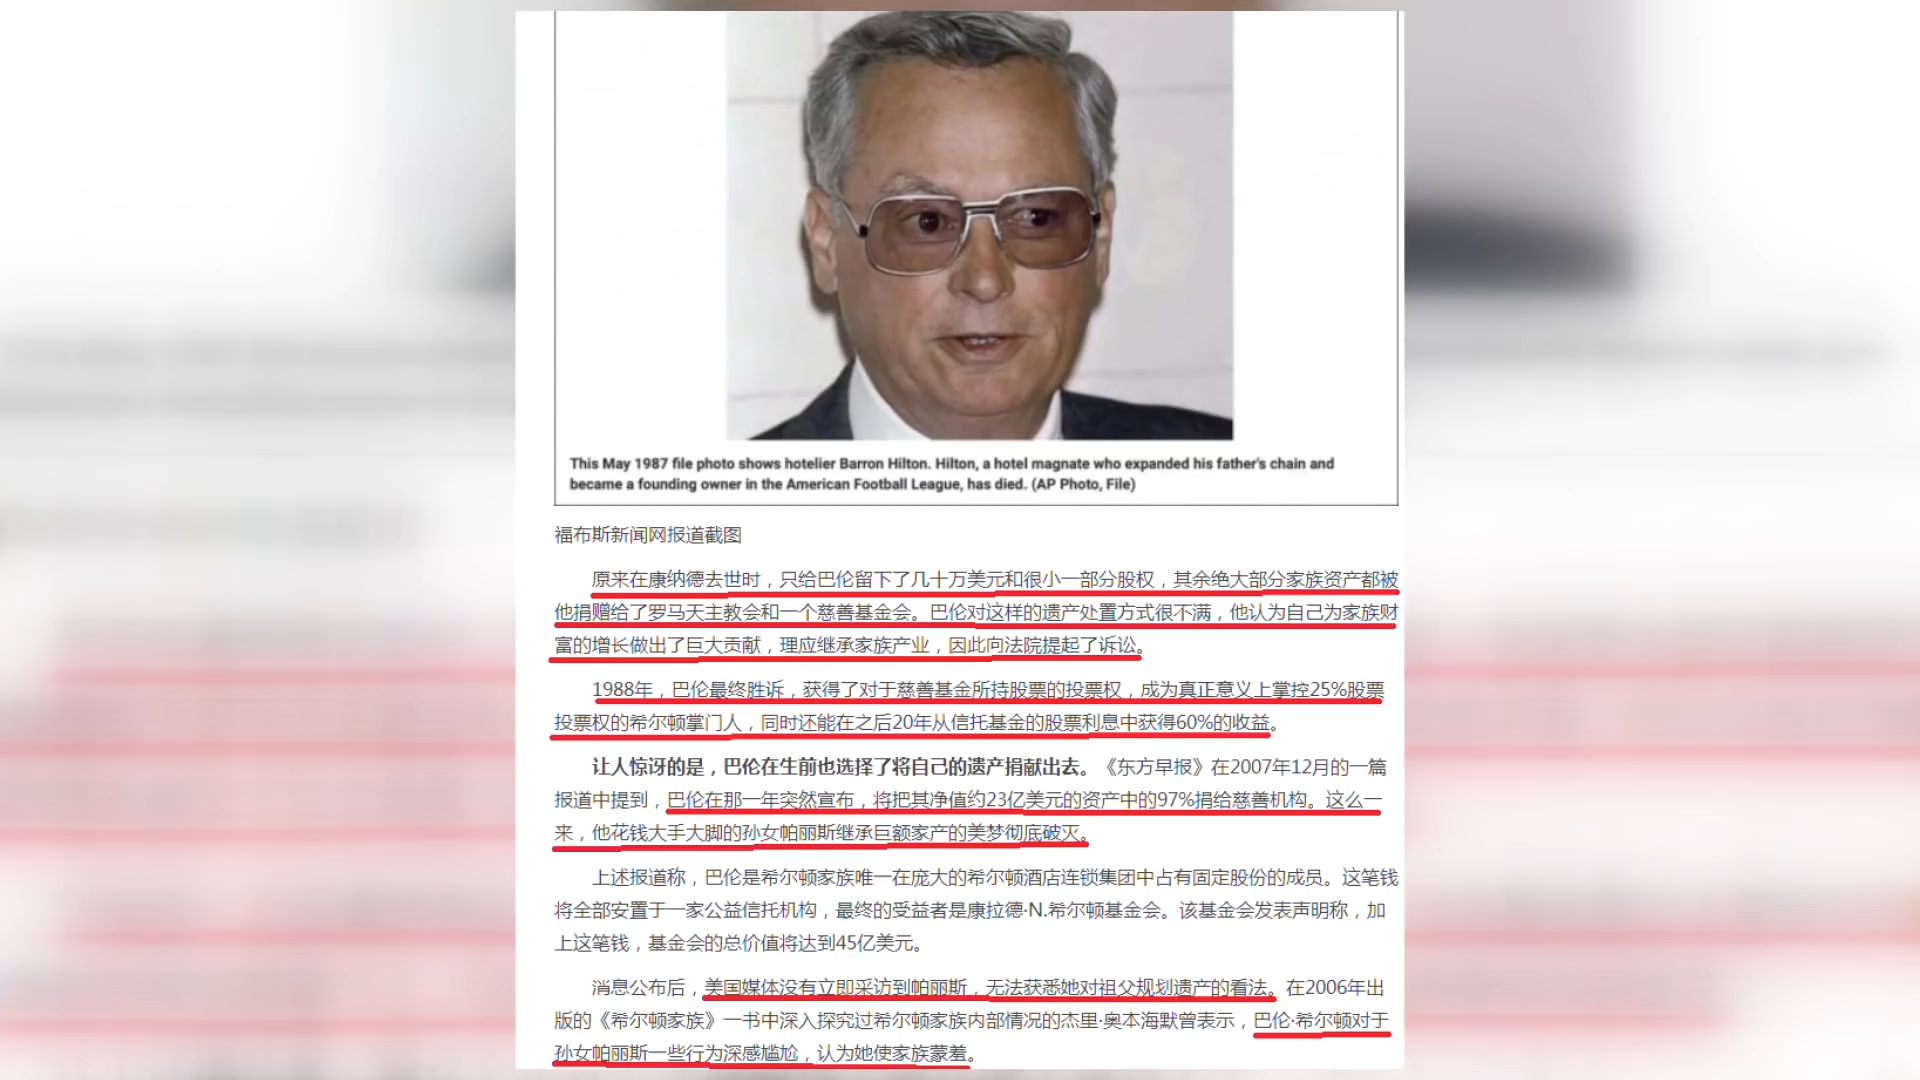 This May 1987 file photo shows hotelier Barron Hilton. Hilton, a hotel magnate who expanded his father's chain and
became a founding owner in the American Football League, has died. (AP Photo, File)
福布斯新闻网报道截图
原来在康纳德去世时，只给巴伦留下了几十万美元和很小一部分股权，其余绝大部分家族资产都被
他捐赠给了罗马天主教会和一个慈善基金会。巴伦对这样的遗产处置方式很不满，他认为自己为家族财
富的增长做出了巨大贡献，理应继承家族产业，因此向法院提起了诉讼。
1988年，巴伦最终胜诉，获得了对于慈善基金所持股票的投票权，成为真正意义上掌控25%股票
投票权的希尔顿掌门人，同时还能在之后20年从信托基金的股票利息中获得60%的收益。
让人惊讶的是，巴伦在生前也选择了将自己的遗产捐献出去。《东方早报》在2007年12月的一篇
报道中提到，巴伦在那一年突然宣布，将把其净值约23亿美元的资产中的97%捐给慈善机构。这么一
来，他花钱大手大脚的孙女帕丽斯继承巨额家产的美梦彻底破灭。
上述报道称，巴伦是希尔顿家族唯一在庞大的希尔顿酒店连锁集团中占有固定股份的成员。这笔钱
将全部安置于一家公益信托机构，最终的受益者是康拉德·N.希尔顿基金会。该基金会发表声明称，加
上这笔钱，基金会的总价值将达到45亿美元。
消息公布后，美国媒体没有立即采访到帕丽斯，无法获悉她对祖父规划遗产的看法。在2006年出
版的《希尔顿家族》一书中深入探究过希尔顿家族内部情况的杰里·奥本海默曾表示，巴伦·希尔顿对于
孙女帕丽斯一些行为深感尴尬，认为她使家族蒙羞。